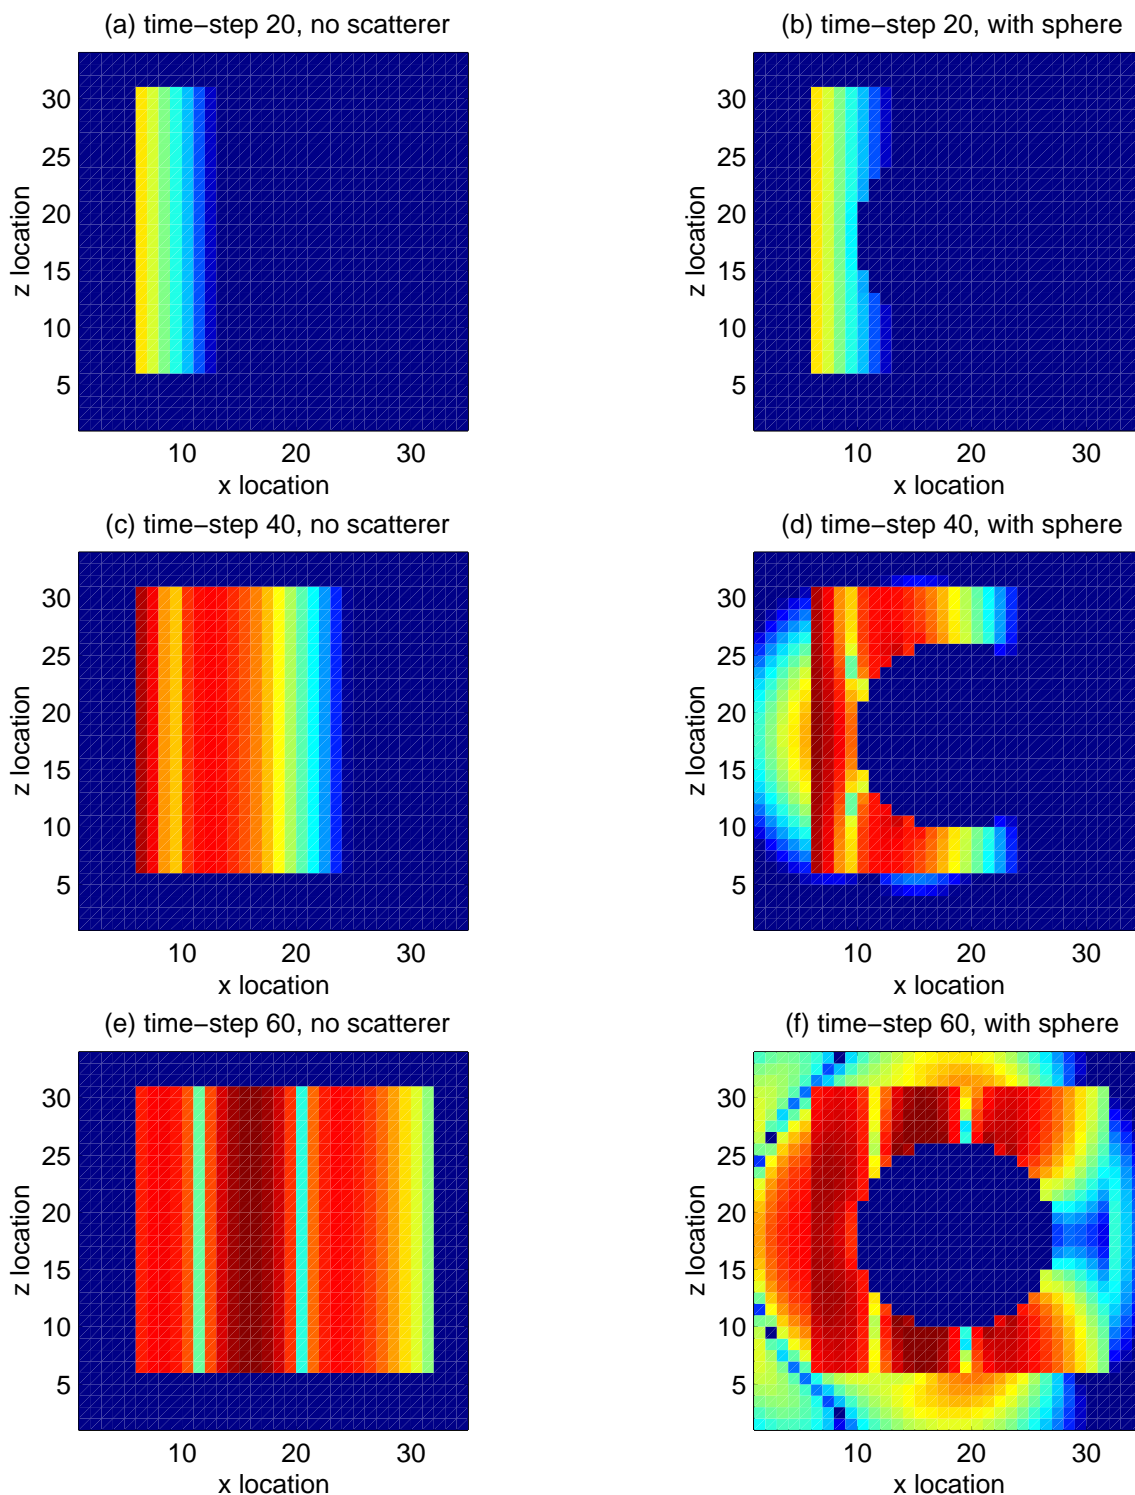 (a) time−step 20, no scatterer
(b) time−step 20, with sphere
z location
30
25
20
15
10
5
10 20 30
x location
z location
30
25
20
15
10
5
10 20 30
x location
(c) time−step 40, no scatterer
(d) time−step 40, with sphere
z location
30
25
20
15
10
5
10 20 30
x location
z location
30
25
20
15
10
5
10 20 30
x location
(e) time−step 60, no scatterer
(f) time−step 60, with sphere
z location
30
25
20
15
10
5
10 20 30
x location
z location
30
25
20
15
10
5
10 20 30
x location